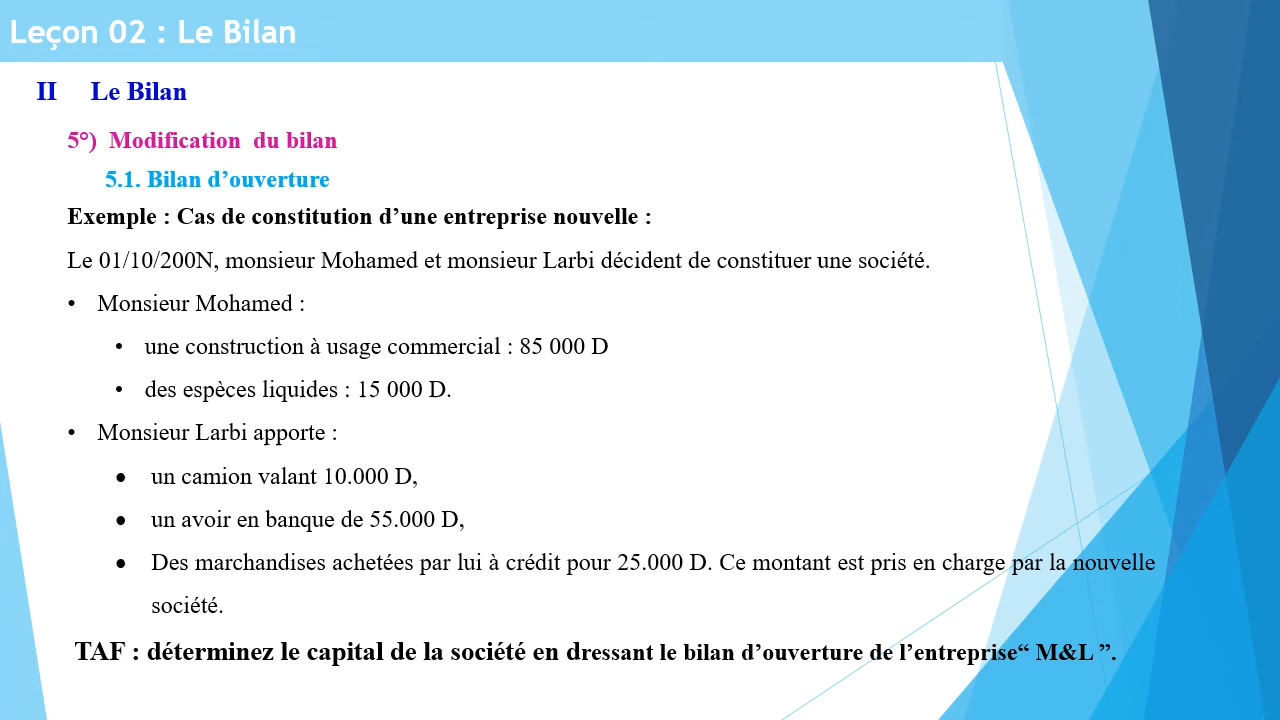 Leçon 02 : Le Bilan
II Le Bilan
5°) Modification du bilan
5.1. Bilan d’ouverture
Exemple : Cas de constitution d’une entreprise nouvelle :
Le 01/10/200N, monsieur Mohamed et monsieur Larbi décident de constituer une société.
• Monsieur Mohamed :
• une construction à usage commercial : 85 000 D
• des espèces liquides : 15 000 D.
• Monsieur Larbi apporte :
● un camion valant 10.000 D,
● un avoir en banque de 55.000 D,
● Des marchandises achetées par lui à crédit pour 25.000 D. Ce montant est pris en charge par la nouvelle
société.
TAF : déterminez le capital de la société en dressant le bilan d’ouverture de l’entreprise“ M&L ”.